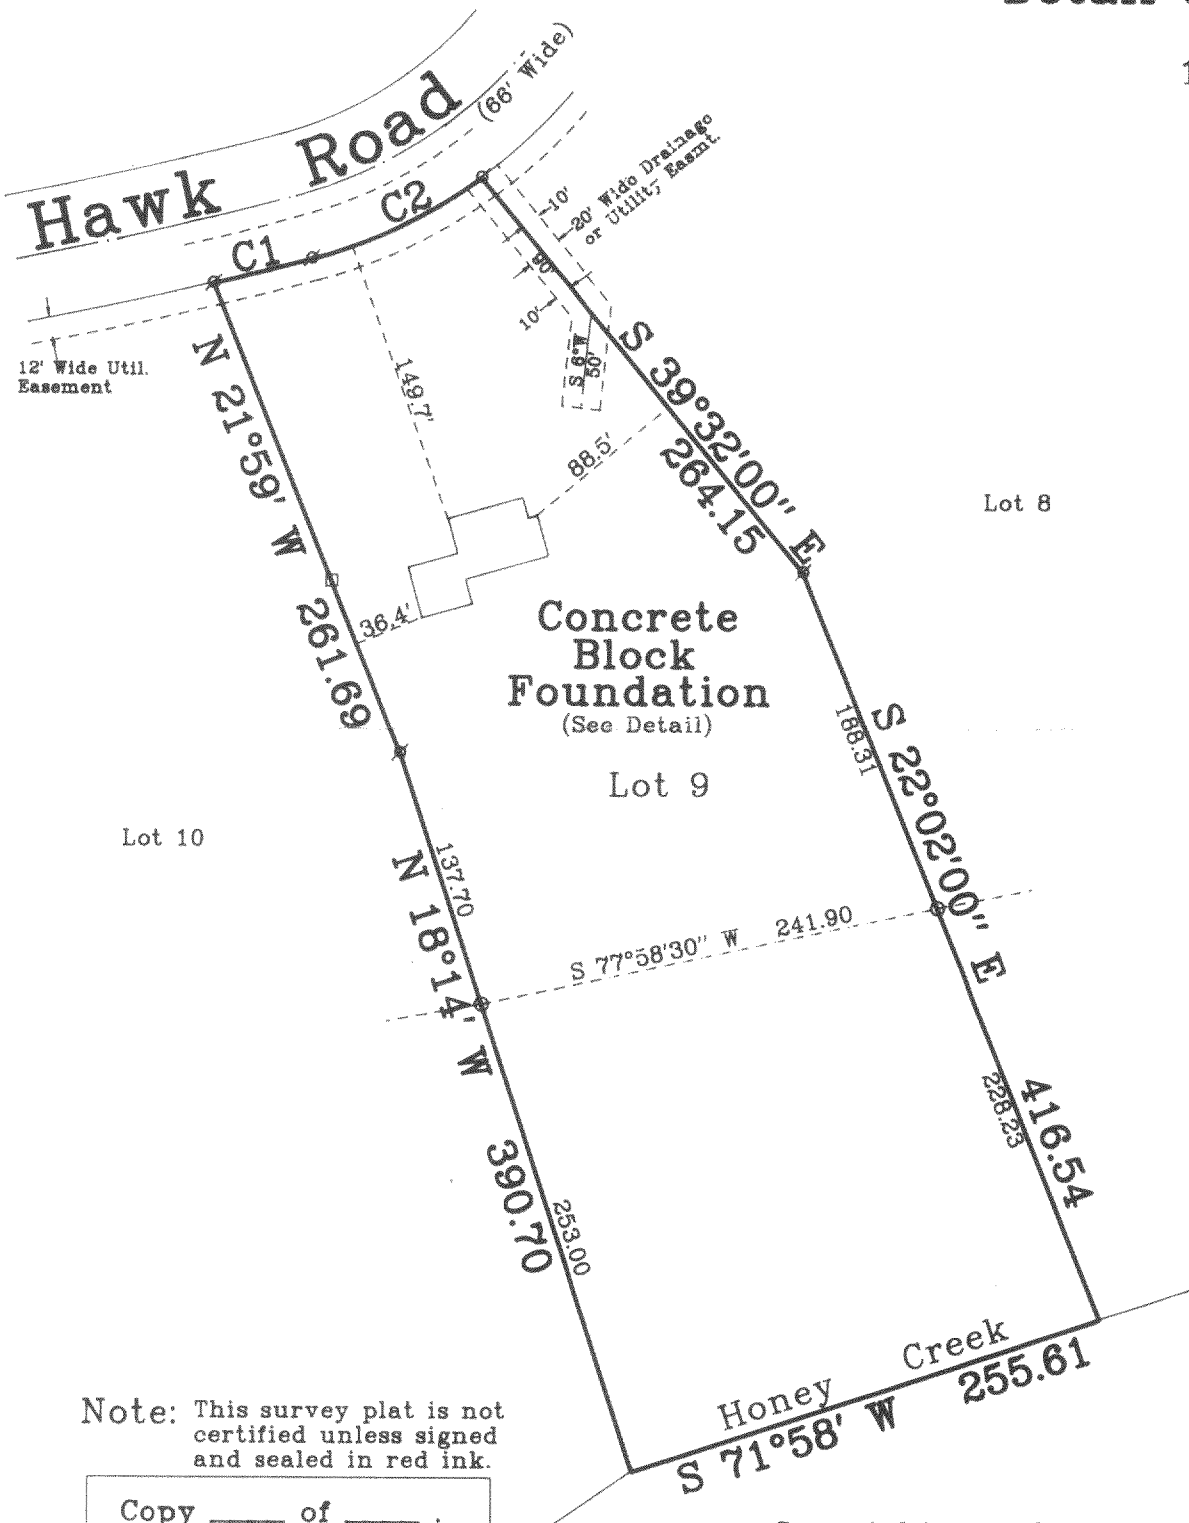 Hawk Road
(66' Wide)
C1
C2
10'
20' Wide Drainage
or Utility Easmt.
90'
10'
S 6° W
50'
12' Wide Util.
Easement
N 21°59' W 261.69
149.7'
88.5'
S 39°32'00" E
264.15
Lot 8
36.4'
Concrete
Block
Foundation
(See Detail)
Lot 9
188.31
S 22°02'00" E 416.54
Lot 10
137.70
N 18°14' W 390.70
S 77°58'30" W 241.90
228.23
253.00
Honey Creek
S 71°58' W 255.61
Note: This survey plat is not
certified unless signed
and sealed in red ink.
Copy ____ of ____ .